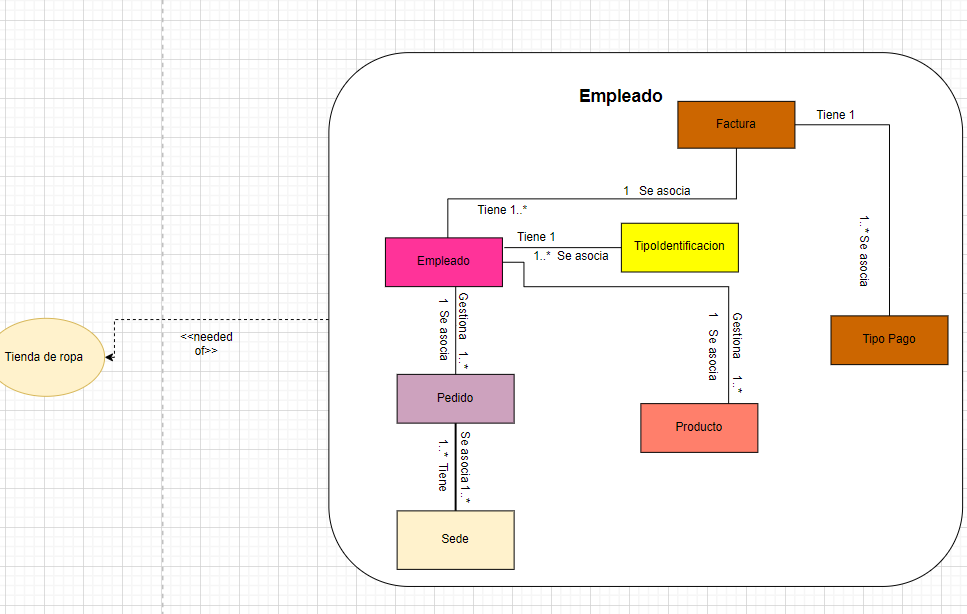 Empleado
Factura
Tiene 1
1 Se asocia
Tiene 1..*
Tiene 1
1..* Se asocia
TipoIdentificacion
Empleado
1..* Se asocia
<<needed
of>>
Tienda de ropa
Gestiona 1..*
1 Se asocia
Gestiona 1..*
1 Se asocia
Tipo Pago
Pedido
Producto
Se asocia 1..*
1..* Tiene
Sede